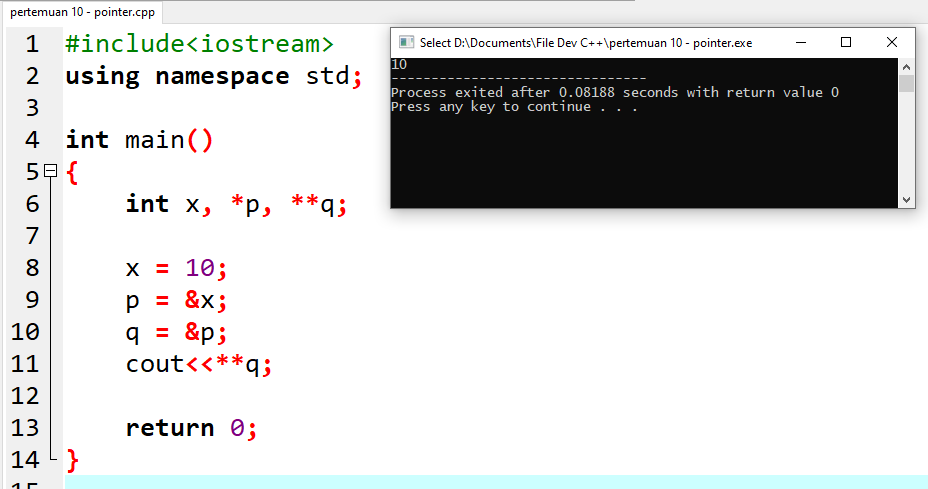 pertemuan 10 - pointer.cpp
1 #include<iostream>
2 using namespace std;
3
4 int main()
5 {
6 int x, *p, **q;
7
8 x = 10;
9 p = &x;
10 q = &p;
11 cout<<**q;
12
13 return 0;
14 }
15
Select D:\Documents\File Dev C++\pertemuan 10 - pointer.exe
10
--------------------------------
Process exited after 0.08188 seconds with return value 0
Press any key to continue . . .